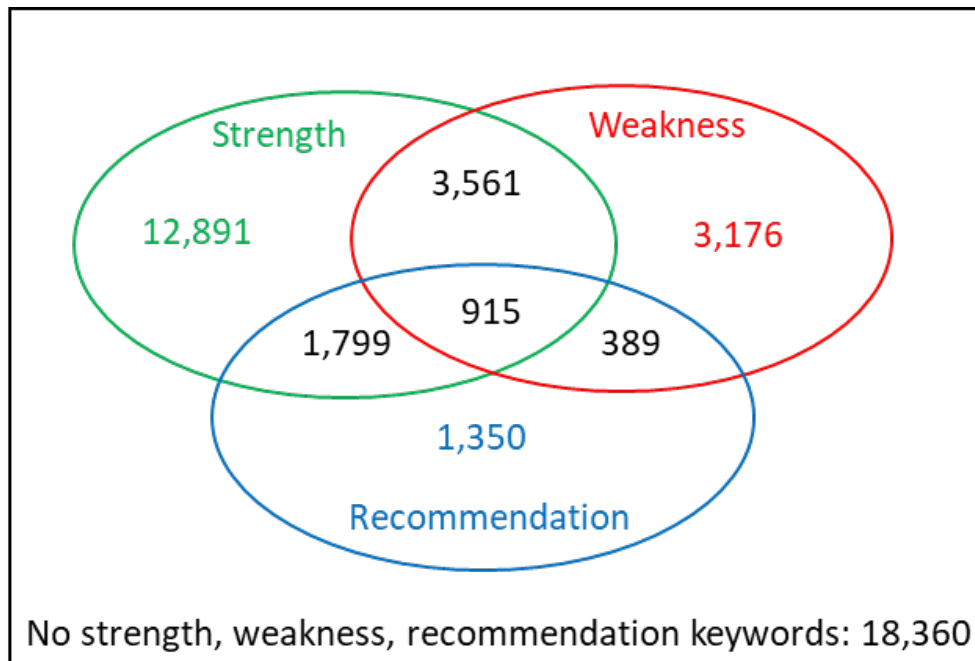 Strength
Weakness
3,561
12,891
3,176
915
1,799
389
1,350
Recommendation
No strength, weakness, recommendation keywords: 18,360